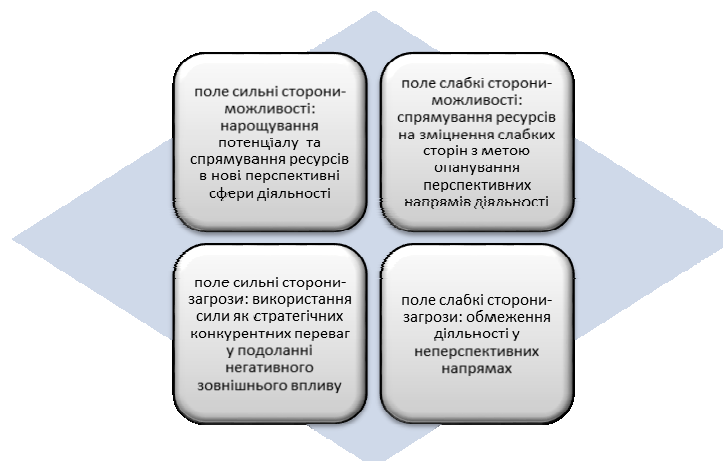 поле сильні сторони-
можливості:
нарощування
потенціалу та
спрямування ресурсів
в нові перспективні
сфери діяльності
поле слабкі сторони-
можливості:
спрямування ресурсів
на зміцнення слабких
сторін з метою
опанування
перспективних
напрямів діяльності
поле сильні сторони-
загрози: використання
сили як стратегічних
конкурентних переваг
у подоланні
негативного
зовнішнього впливу
поле слабкі сторони-
загрози: обмеження
діяльності у
неперспективних
напрямах